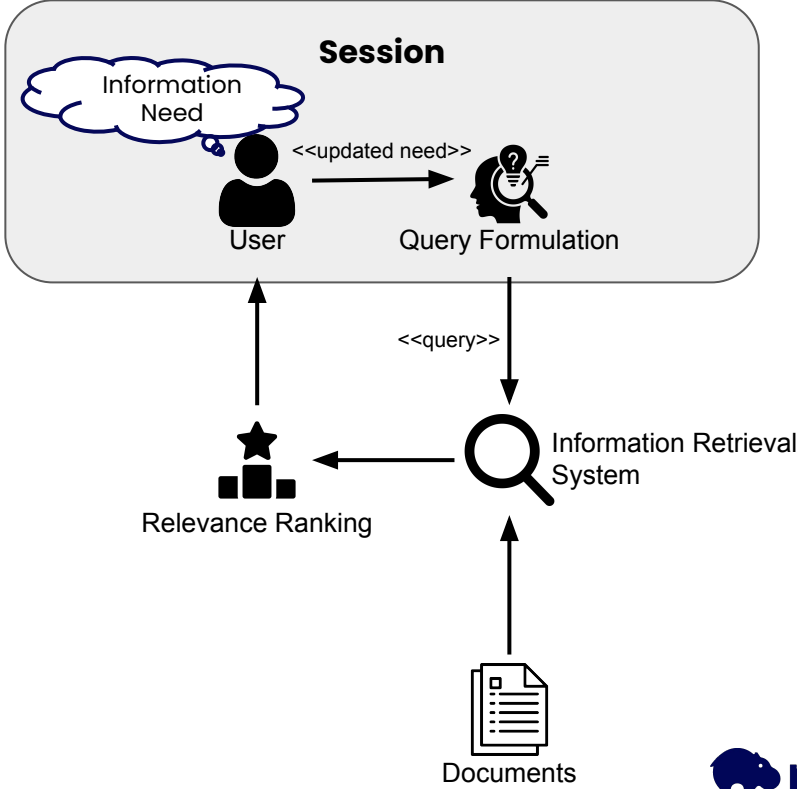 Session
Information
Need
<<updated need>>
?
User
Query Formulation
<<query>>
Information Retrieval
System
Relevance Ranking
Documents